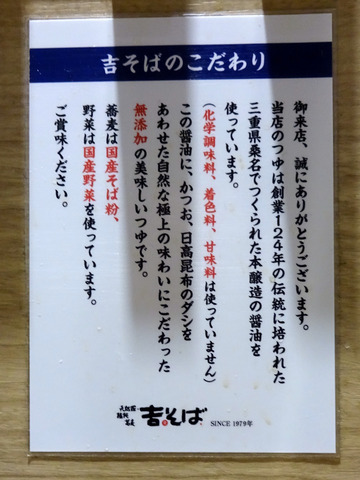 吉そばのこだわり
御来店、誠にありがとうございます。
当店のつゆは創業124年の伝統に培われた
三重県桑名でつくられた本醸造の醤油を
使っています。
(化学調味料、着色料、甘味料は使っていません)
この醤油に、かつお、日高昆布のダシを
あわせた自然な極上の味わいにこだわった
無添加の美味しいつゆです。
蕎麦は国産そば粉、
野菜は国産野菜を使っています。
ご賞味ください。
吉そば
SINCE 1979年